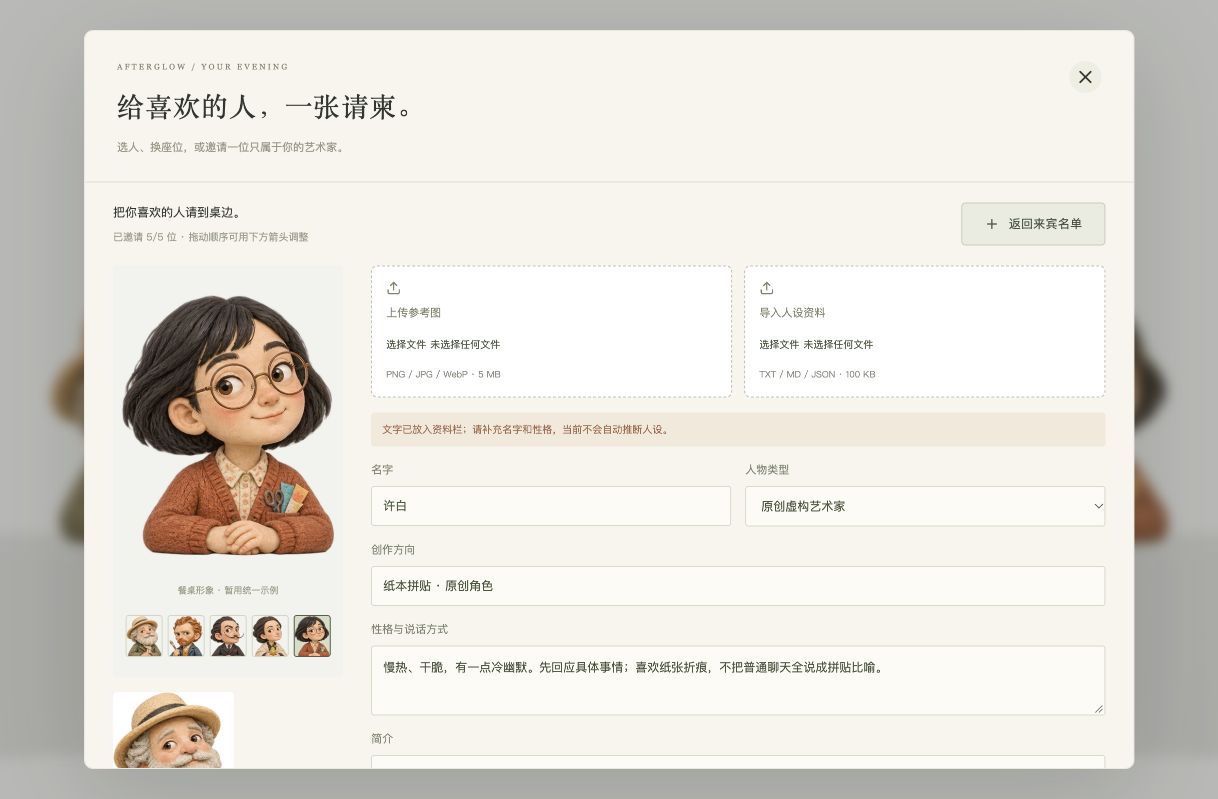 AFTERGLOW / YOUR EVENING
给喜欢的人，一张请柬。
选人、换座位，或邀请一位只属于你的艺术家。
把你喜欢的人请到桌边。
已邀请 5/5 位 · 拖动顺序可用下方箭头调整
返回来宾名单
上传参考图
选择文件 未选择任何文件
PNG / JPG / WebP · 5 MB
导入人设资料
选择文件 未选择任何文件
TXT / MD / JSON · 100 KB
文字已放入资料栏；请补充名字和性格，当前不会自动推断人设。
名字
许白
人物类型
原创虚构艺术家
创作方向
纸本拼贴 · 原创角色
性格与说话方式
慢热、干脆，有一点冷幽默。先回应具体事情；喜欢纸张折痕，不把普通聊天全说成拼贴比喻。
餐桌形象 · 暂用统一示例
简介